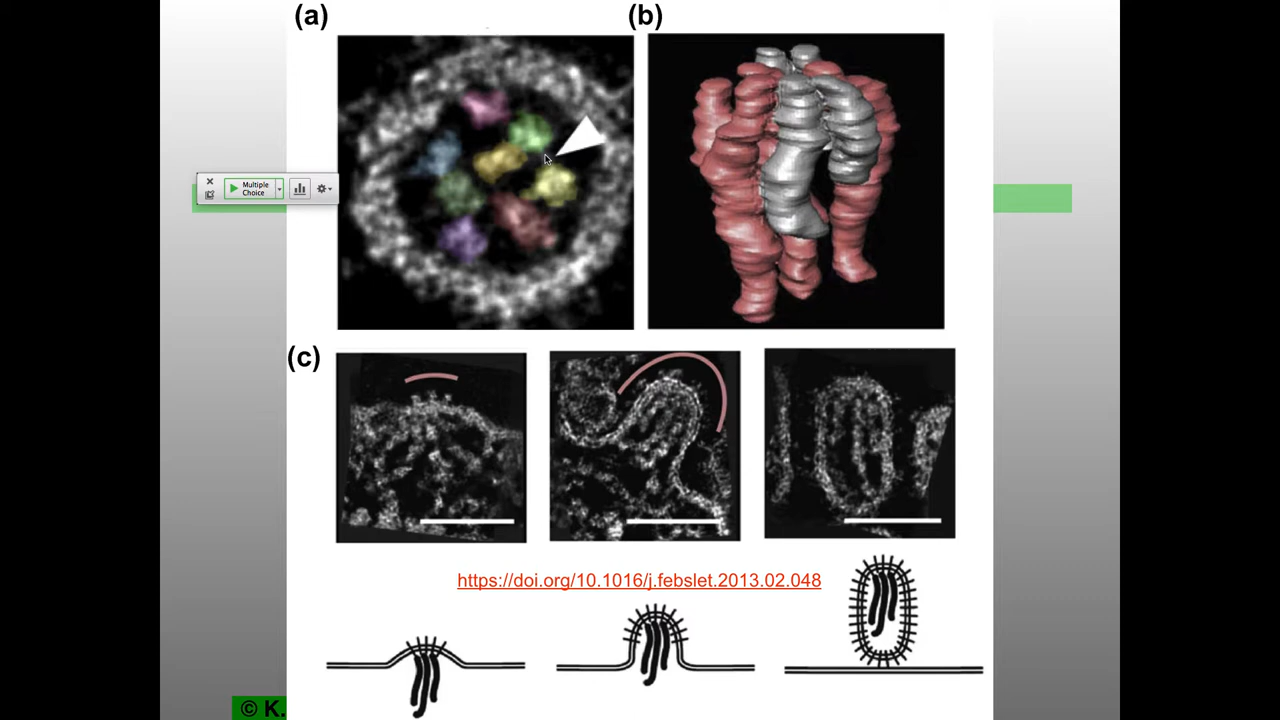 (a)
(b)
Multiple
Choice
(c)
https://doi.org/10.1016/j.febslet.2013.02.048
© K.